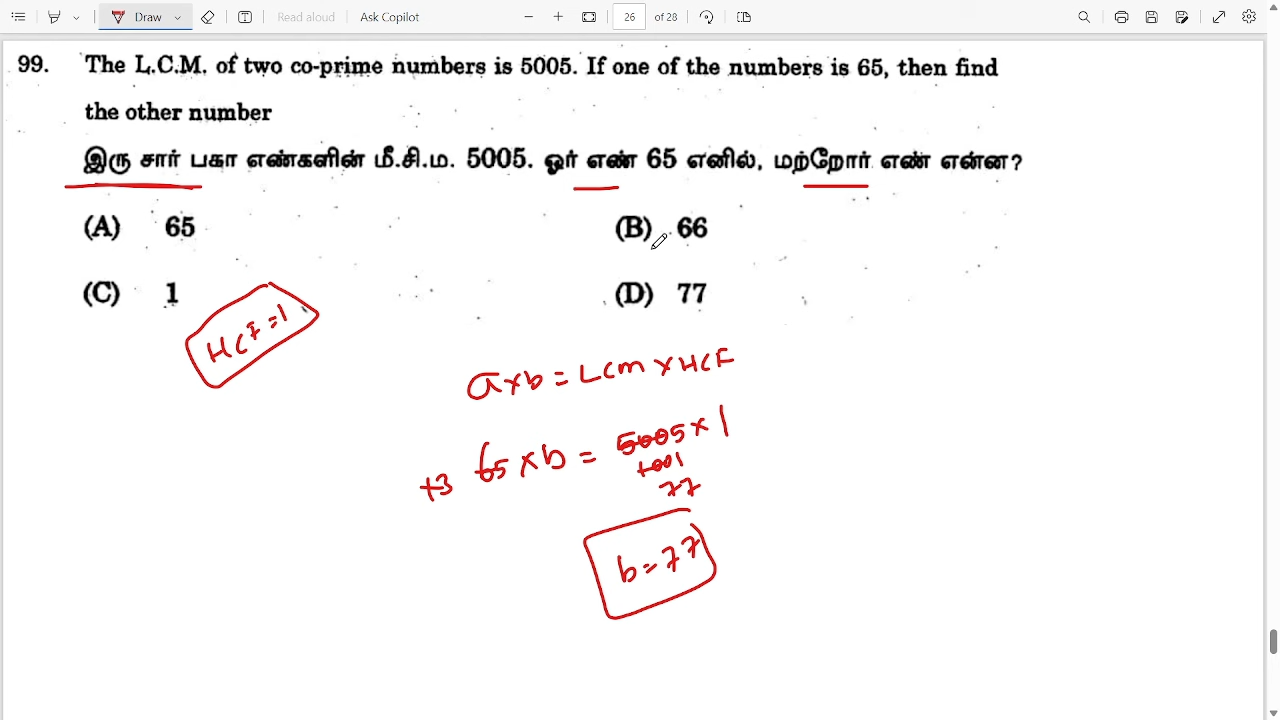 Draw
Read aloud
Ask Copilot
26 of 28
99. The L.C.M. of two co-prime numbers is 5005. If one of the numbers is 65, then find
the other number
இரு சார் பகா எண்களின் மீ.சி.ம. 5005. ஓர் எண் 65 எனில், மற்றோர் எண் என்ன?
(A) 65 (B) 66
(C) 1 (D) 77
HCF=1
a×b = LCM×HCF
13 65×b = 5005×1
1001
77
b=77